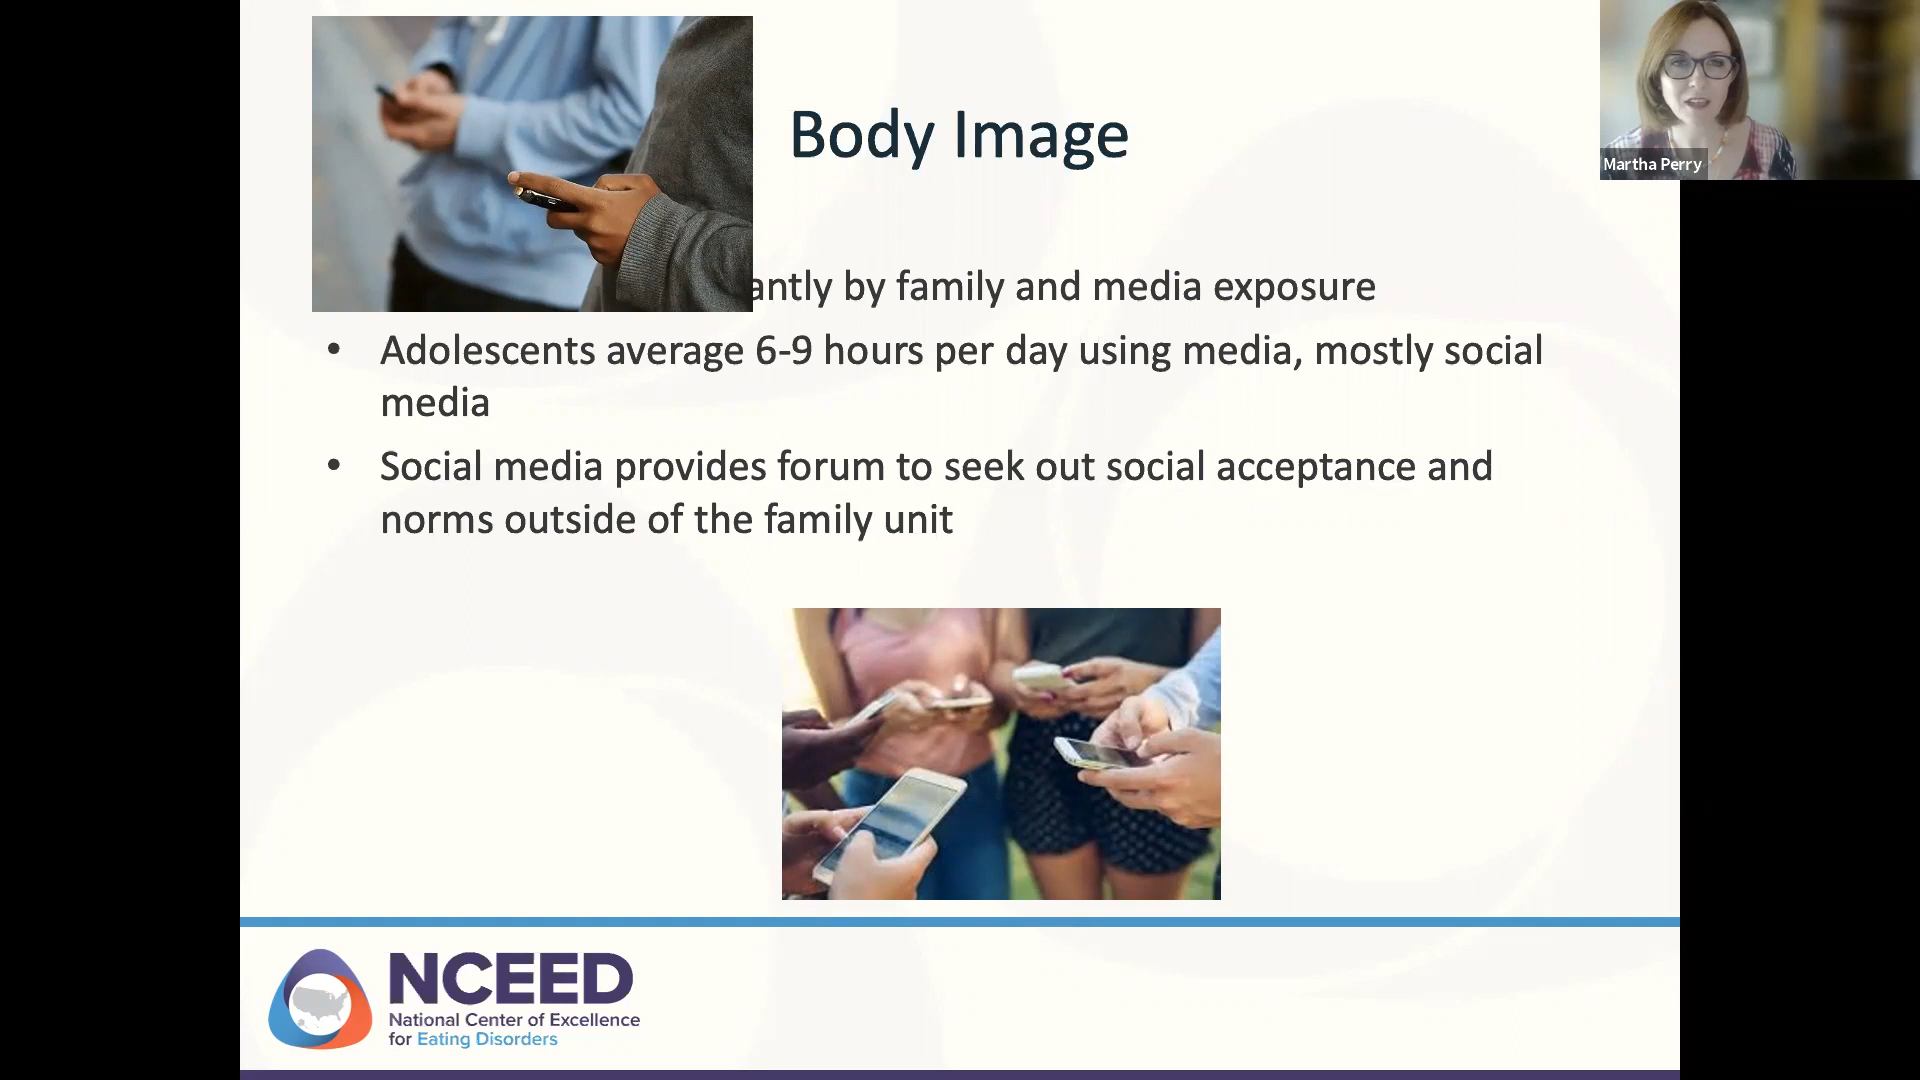 Body Image
Martha Perry
by family and media exposure
• Adolescents average 6-9 hours per day using media, mostly social
media
• Social media provides forum to seek out social acceptance and
norms outside of the family unit
NCEED
National Center of Excellence
for Eating Disorders